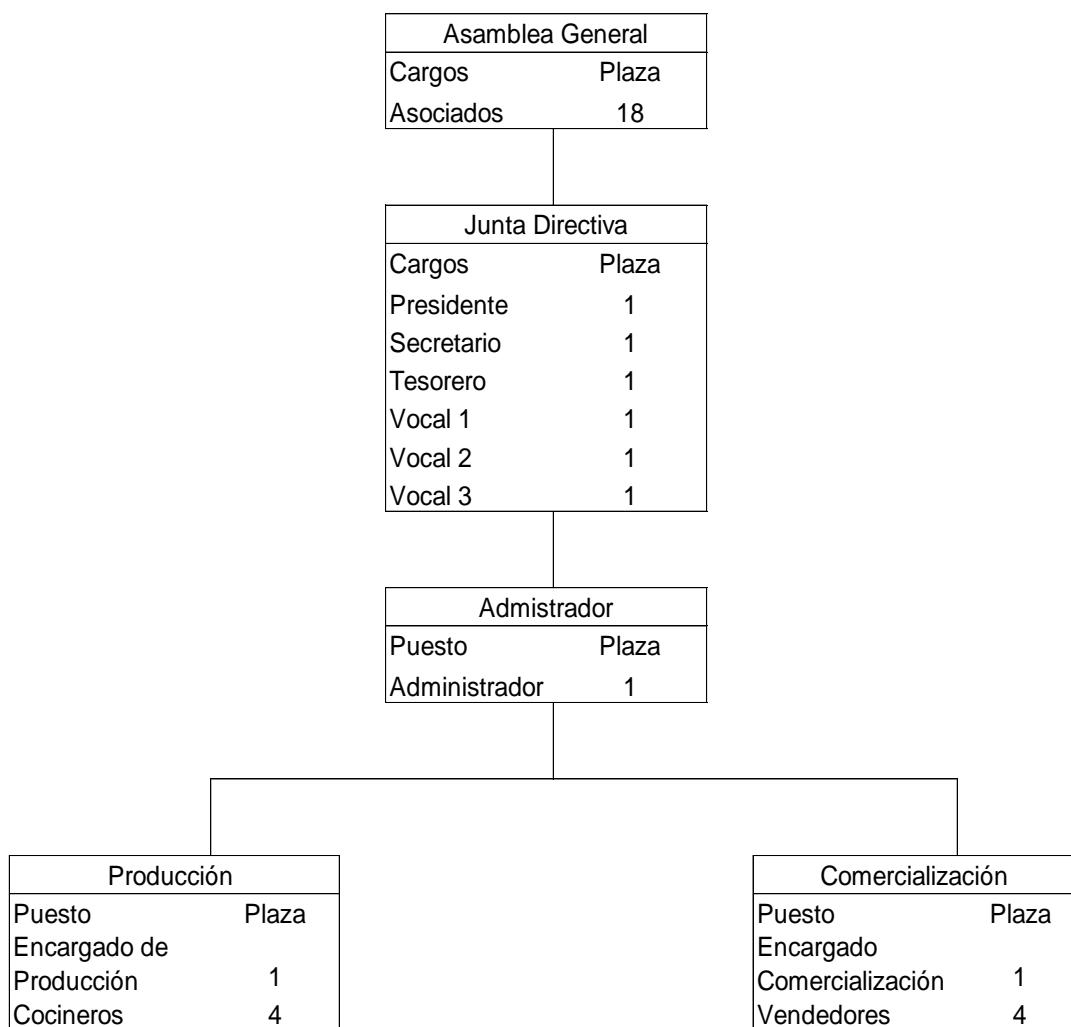 Asamblea General
Cargos Plaza
Asociados 18
Junta Directiva
Cargos Plaza
Presidente 1
Secretario 1
Tesorero 1
Vocal 1 1
Vocal 2 1
Vocal 3 1
Admistrador
Puesto Plaza
Administrador 1
Producción
Puesto Plaza
Encargado de
Producción 1
Cocineros 4
Comercialización
Puesto Plaza
Encargado
Comercialización 1
Vendedores 4